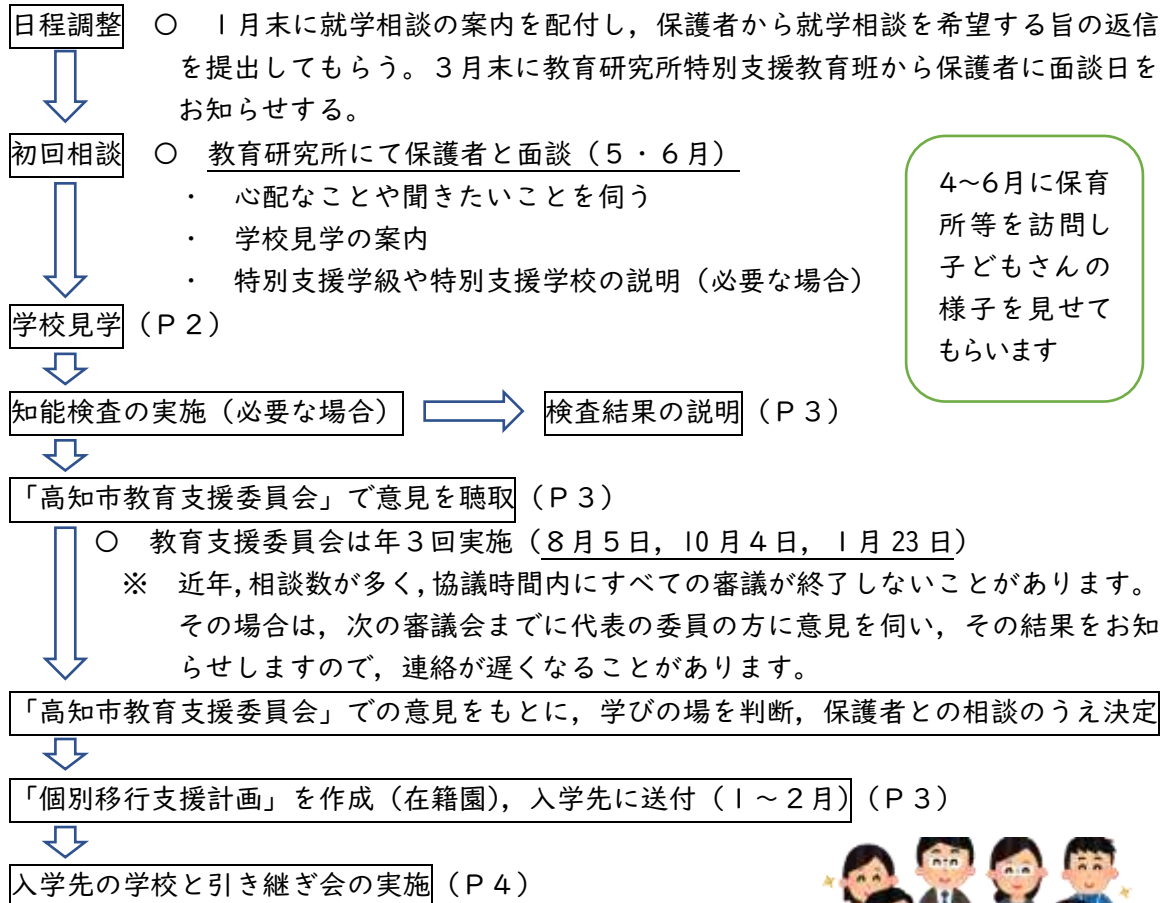 日程調整 〇 1月末に就学相談の案内を配付し，保護者から就学相談を希望する旨の返信
を提出してもらう。３月末に教育研究所特別支援教育班から保護者に面談日を
お知らせする。
初回相談 〇 教育研究所にて保護者と面談（５・６月）
・ 心配なことや聞きたいことを伺う
・ 学校見学の案内
・ 特別支援学級や特別支援学校の説明（必要な場合）
4～6月に保育
所等を訪問し
子どもさんの
様子を見せて
もらいます
学校見学（Ｐ２）
知能検査の実施（必要な場合） 検査結果の説明（Ｐ３）
「高知市教育支援委員会」で意見を聴取（Ｐ３）
〇 教育支援委員会は年３回実施（８月５日，10月４日，1月23日）
※ 近年，相談数が多く，協議時間内にすべての審議が終了しないことがあります。
その場合は，次の審議会までに代表の委員の方に意見を伺い，その結果をお知
らせしますので，連絡が遅くなることがあります。
「高知市教育支援委員会」での意見をもとに，学びの場を判断，保護者との相談のうえ決定
「個別移行支援計画」を作成（在籍園），入学先に送付（1～２月）（Ｐ３）
入学先の学校と引き継ぎ会の実施（Ｐ４）